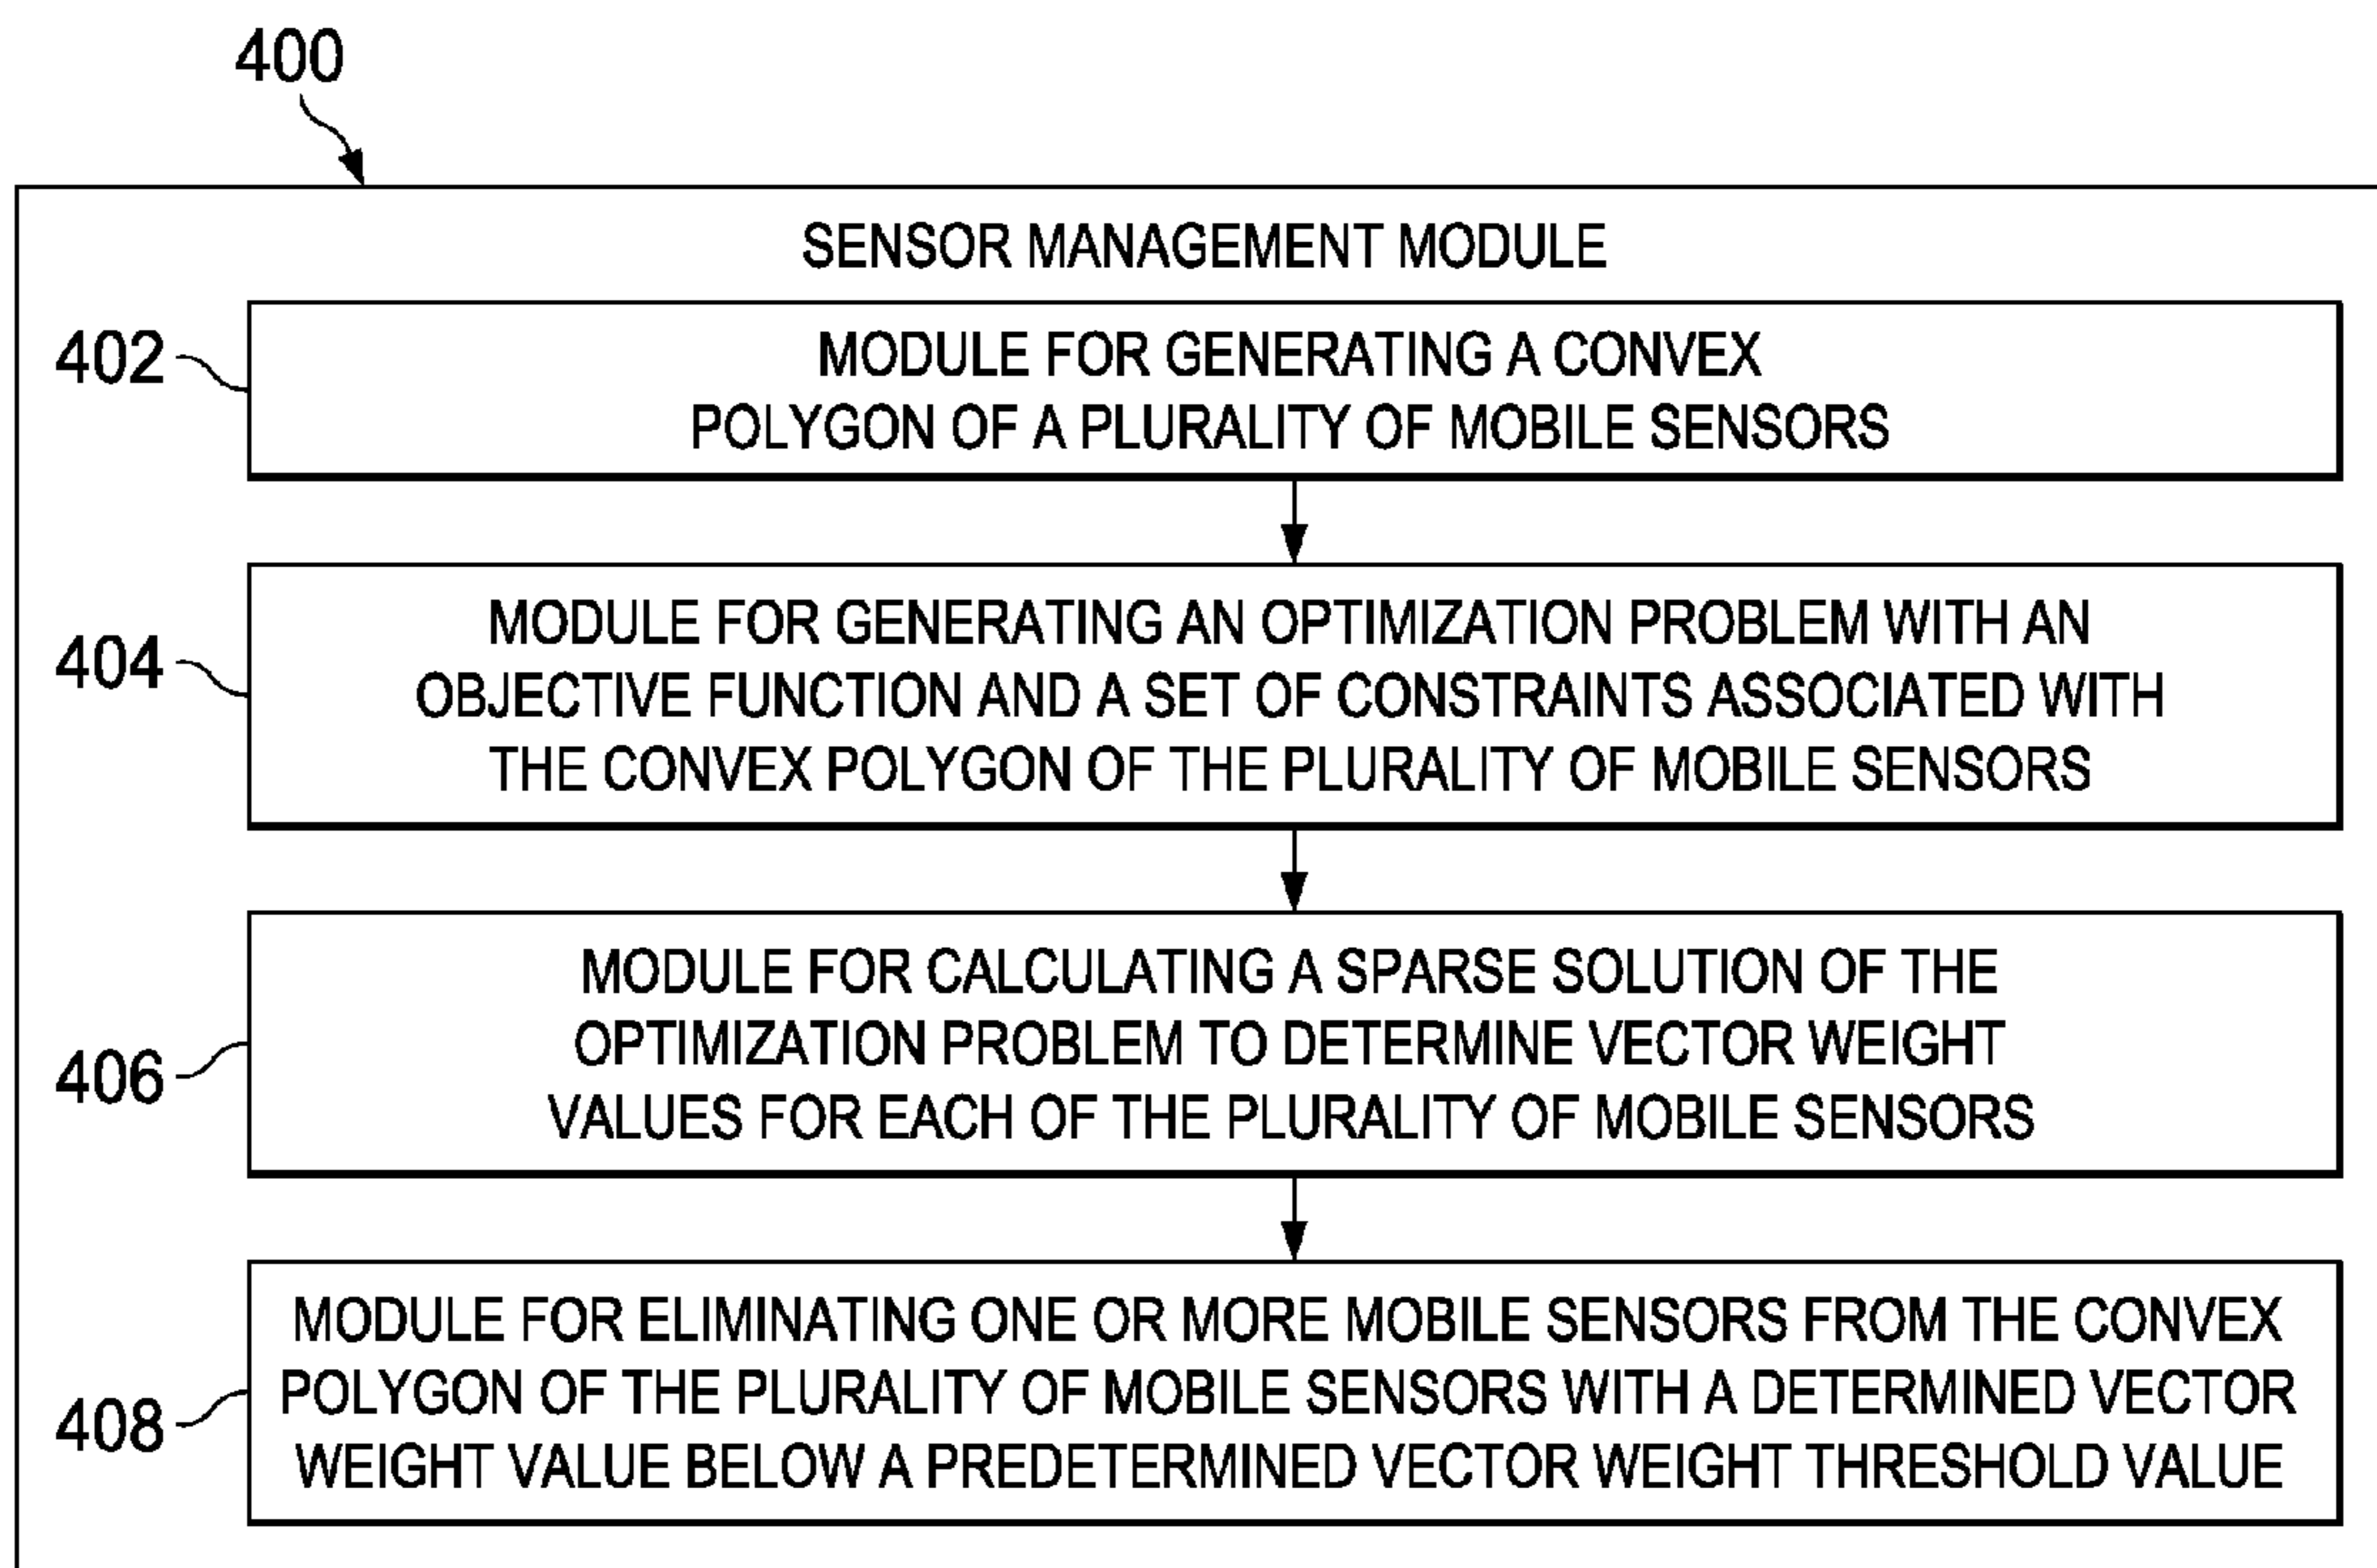 400
SENSOR MANAGEMENT MODULE
402
MODULE FOR GENERATING A CONVEX
POLYGON OF A PLURALITY OF MOBILE SENSORS
404
MODULE FOR GENERATING AN OPTIMIZATION PROBLEM WITH AN
OBJECTIVE FUNCTION AND A SET OF CONSTRAINTS ASSOCIATED WITH
THE CONVEX POLYGON OF THE PLURALITY OF MOBILE SENSORS
406
MODULE FOR CALCULATING A SPARSE SOLUTION OF THE
OPTIMIZATION PROBLEM TO DETERMINE VECTOR WEIGHT
VALUES FOR EACH OF THE PLURALITY OF MOBILE SENSORS
408
MODULE FOR ELIMINATING ONE OR MORE MOBILE SENSORS FROM THE CONVEX
POLYGON OF THE PLURALITY OF MOBILE SENSORS WITH A DETERMINED VECTOR
WEIGHT VALUE BELOW A PREDETERMINED VECTOR WEIGHT THRESHOLD VALUE